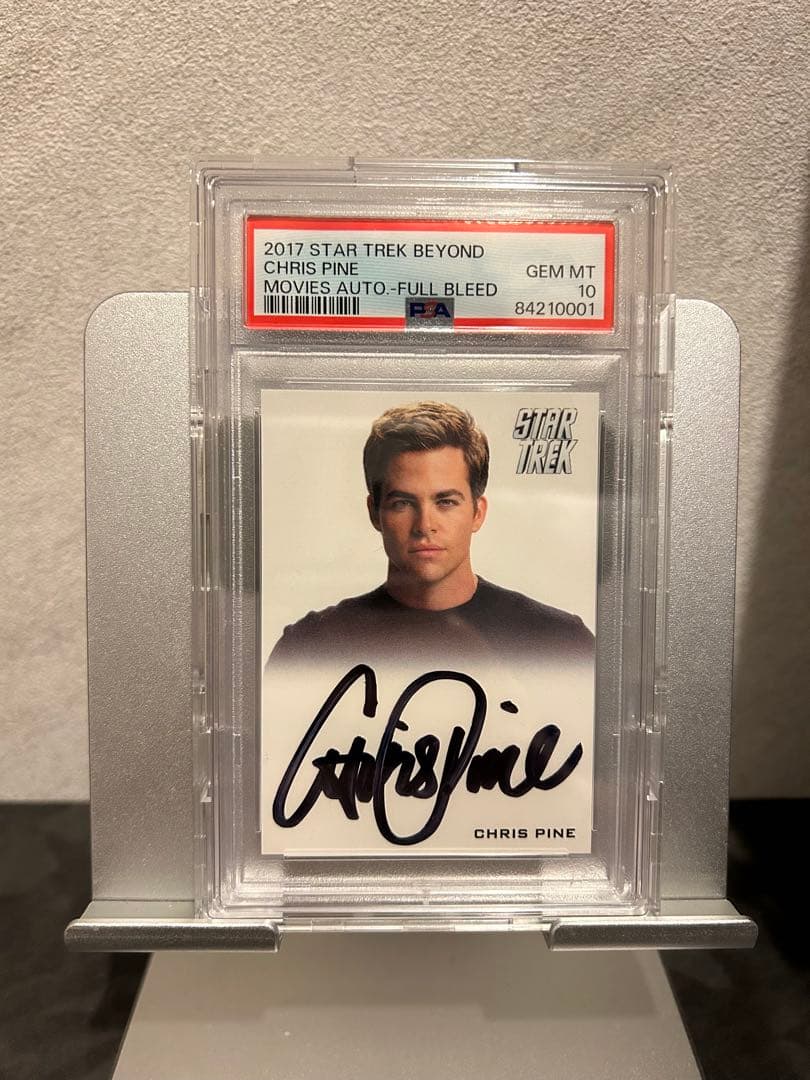 2017 STAR TREK BEYOND
CHRIS PINE
GEM MT
MOVIES AUTO.-FULL BLEED
10
PSA
84210001
STAR
TREK
Chris Pine
CHRIS PINE